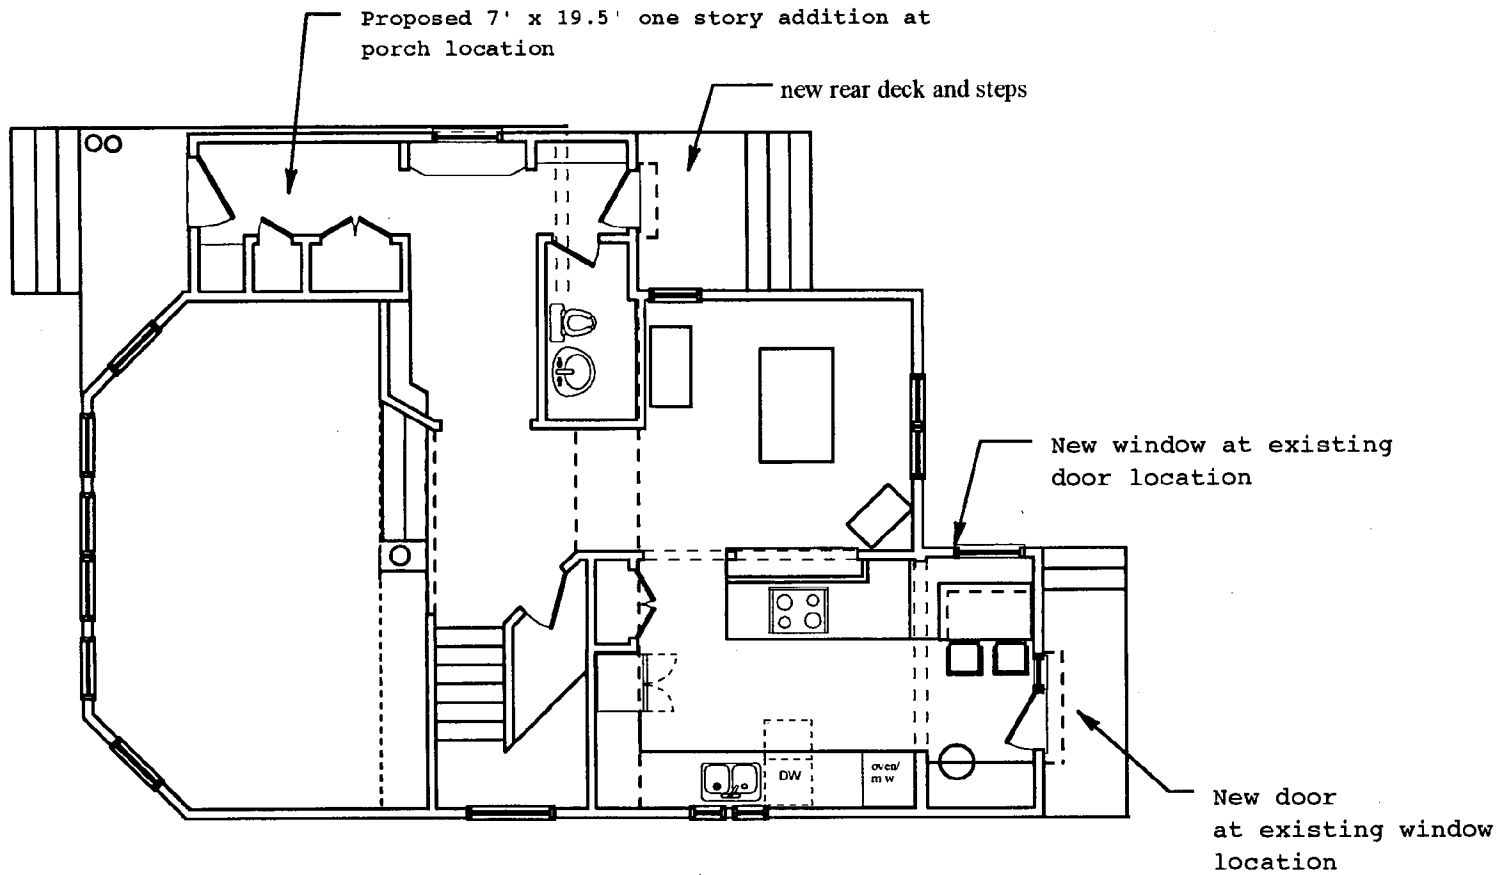 Proposed 7' x 19.5' one story addition at
porch location
new rear deck and steps
New window at existing
door location
DW
oven/
m w
New door
at existing window
location